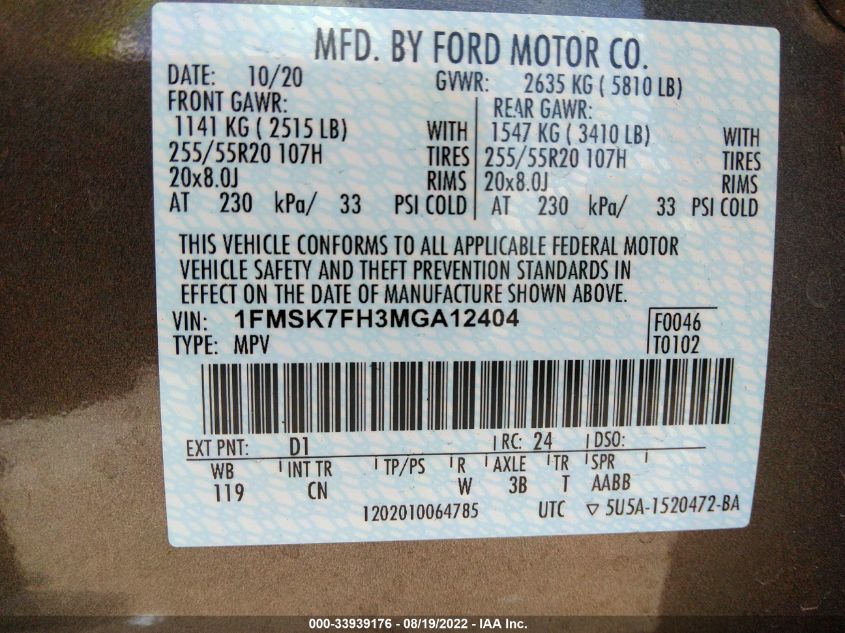 MFD. BY FORD MOTOR CO.
DATE: 10/20 GVWR: 2635 KG ( 5810 LB)
FRONT GAWR: REAR GAWR:
1141 KG ( 2515 LB) WITH 1547 KG ( 3410 LB) WITH
255/55R20 107H TIRES 255/55R20 107H TIRES
20x8.0J RIMS 20x8.0J RIMS
AT 230 kPa/ 33 PSI COLD AT 230 kPa/ 33 PSI COLD
THIS VEHICLE CONFORMS TO ALL APPLICABLE FEDERAL MOTOR
VEHICLE SAFETY AND THEFT PREVENTION STANDARDS IN
EFFECT ON THE DATE OF MANUFACTURE SHOWN ABOVE.
VIN: 1FMSK7FH3MGA12404 F0046
TYPE: MPV T0102
EXT PNT: D1 RC: 24 DSO:
WB INT TR TP/PS R AXLE TR SPR
119 CN W 3B T AABB
1202010064785 UTC ▽ 5U5A-1520472-BA
000-33939176 - 08/19/2022 - IAA Inc.